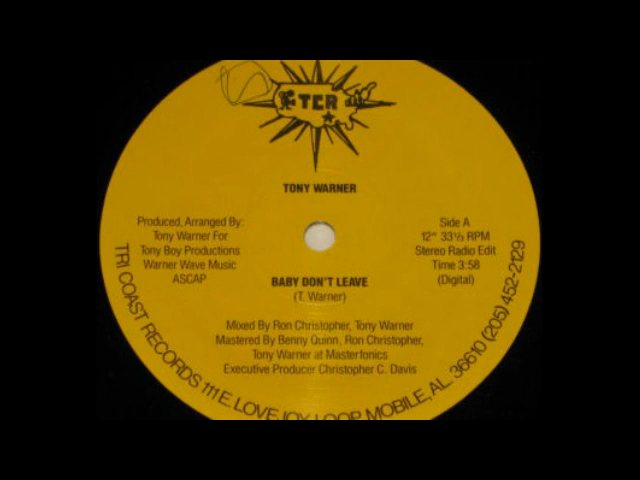 TCR
TONY WARNER
Produced, Arranged By:
Tony Warner For
Tony Boy Productions
Warner Wave Music
ASCAP
Side A
12" 33⅓ RPM
Stereo Radio Edit
Time 3:58
(Digital)
BABY DON'T LEAVE
(T. Warner)
Mixed By Ron Christopher, Tony Warner
Mastered By Benny Quinn, Ron Christopher,
Tony Warner at Masterfonics
Executive Producer Christopher C. Davis
TRI COAST RECORDS 111 E. LOVEJOY LOOP MOBILE, AL. 36610 (205) 452-2129